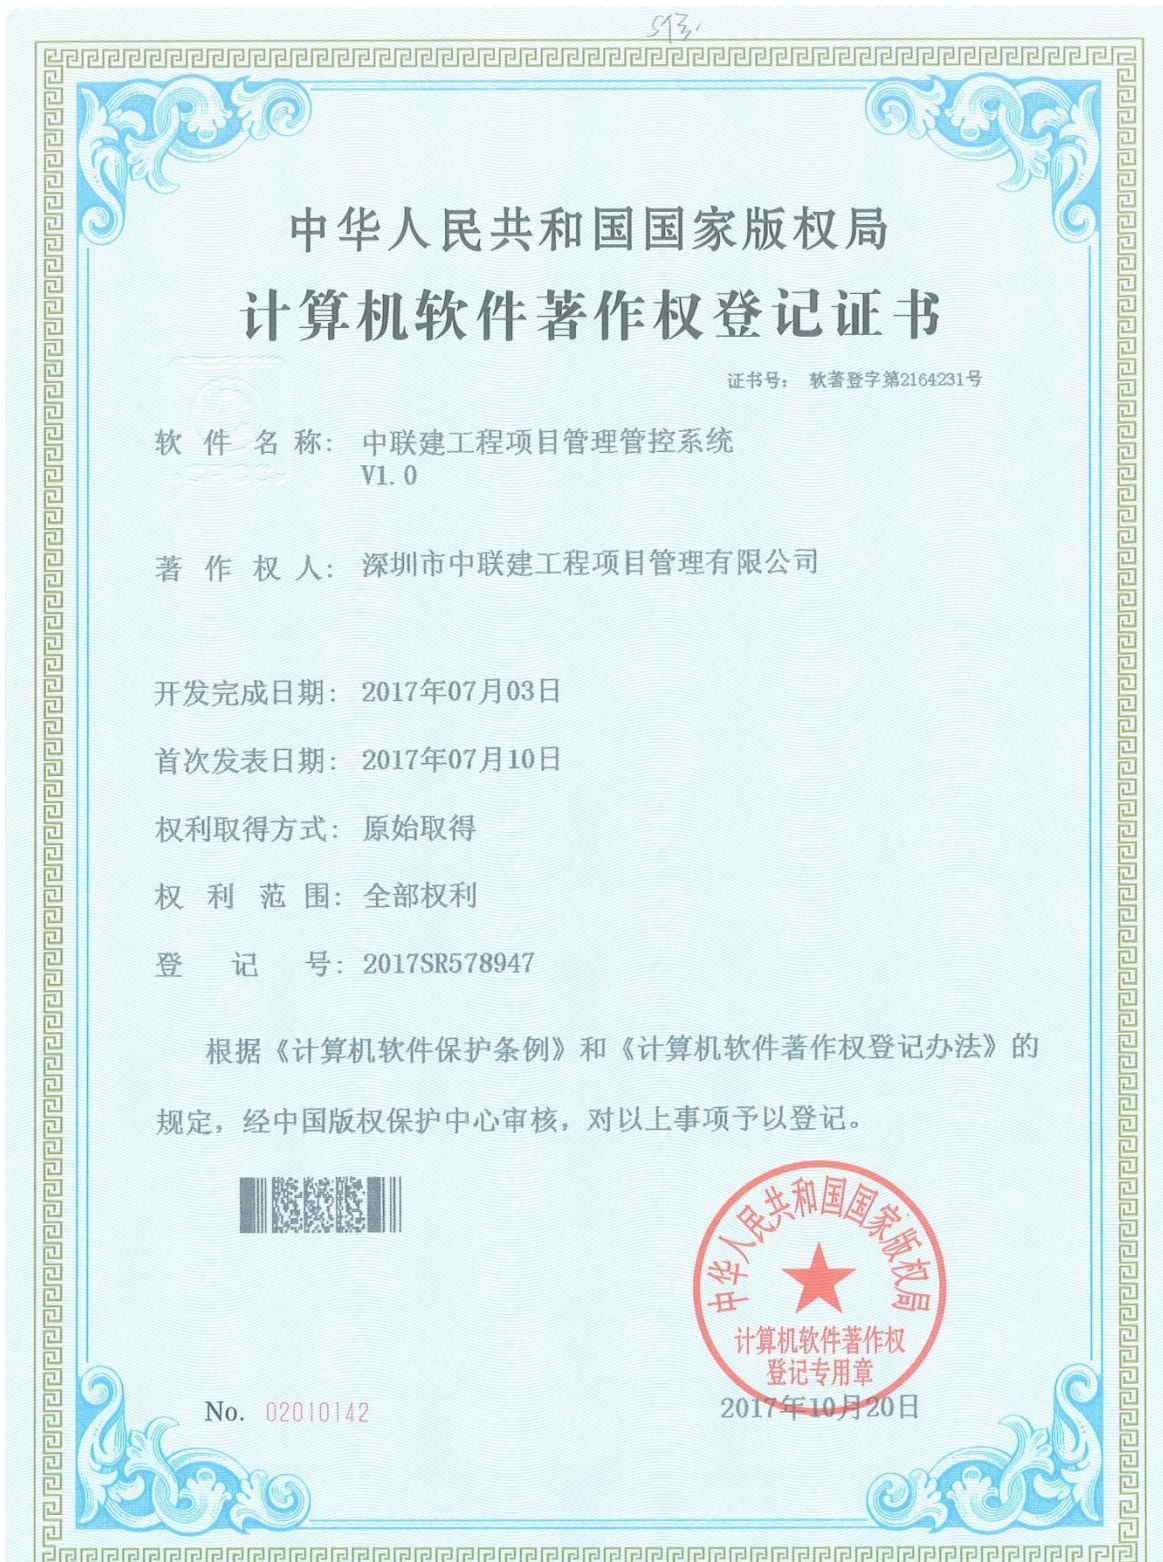 中华人民共和国国家版权局
计算机软件著作权登记证书
证书号： 软著登字第2164231号
软件名称： 中联建工程项目管理管控系统
V1.0
著作权人： 深圳市中联建工程项目管理有限公司
开发完成日期： 2017年07月03日
首次发表日期： 2017年07月10日
权利取得方式： 原始取得
权利范围： 全部权利
登记号： 2017SR578947
根据《计算机软件保护条例》和《计算机软件著作权登记办法》的
规定，经中国版权保护中心审核，对以上事项予以登记。
中华人民共和国国家版权局
计算机软件著作权
登记专用章
No. 02010142
2017年10月20日